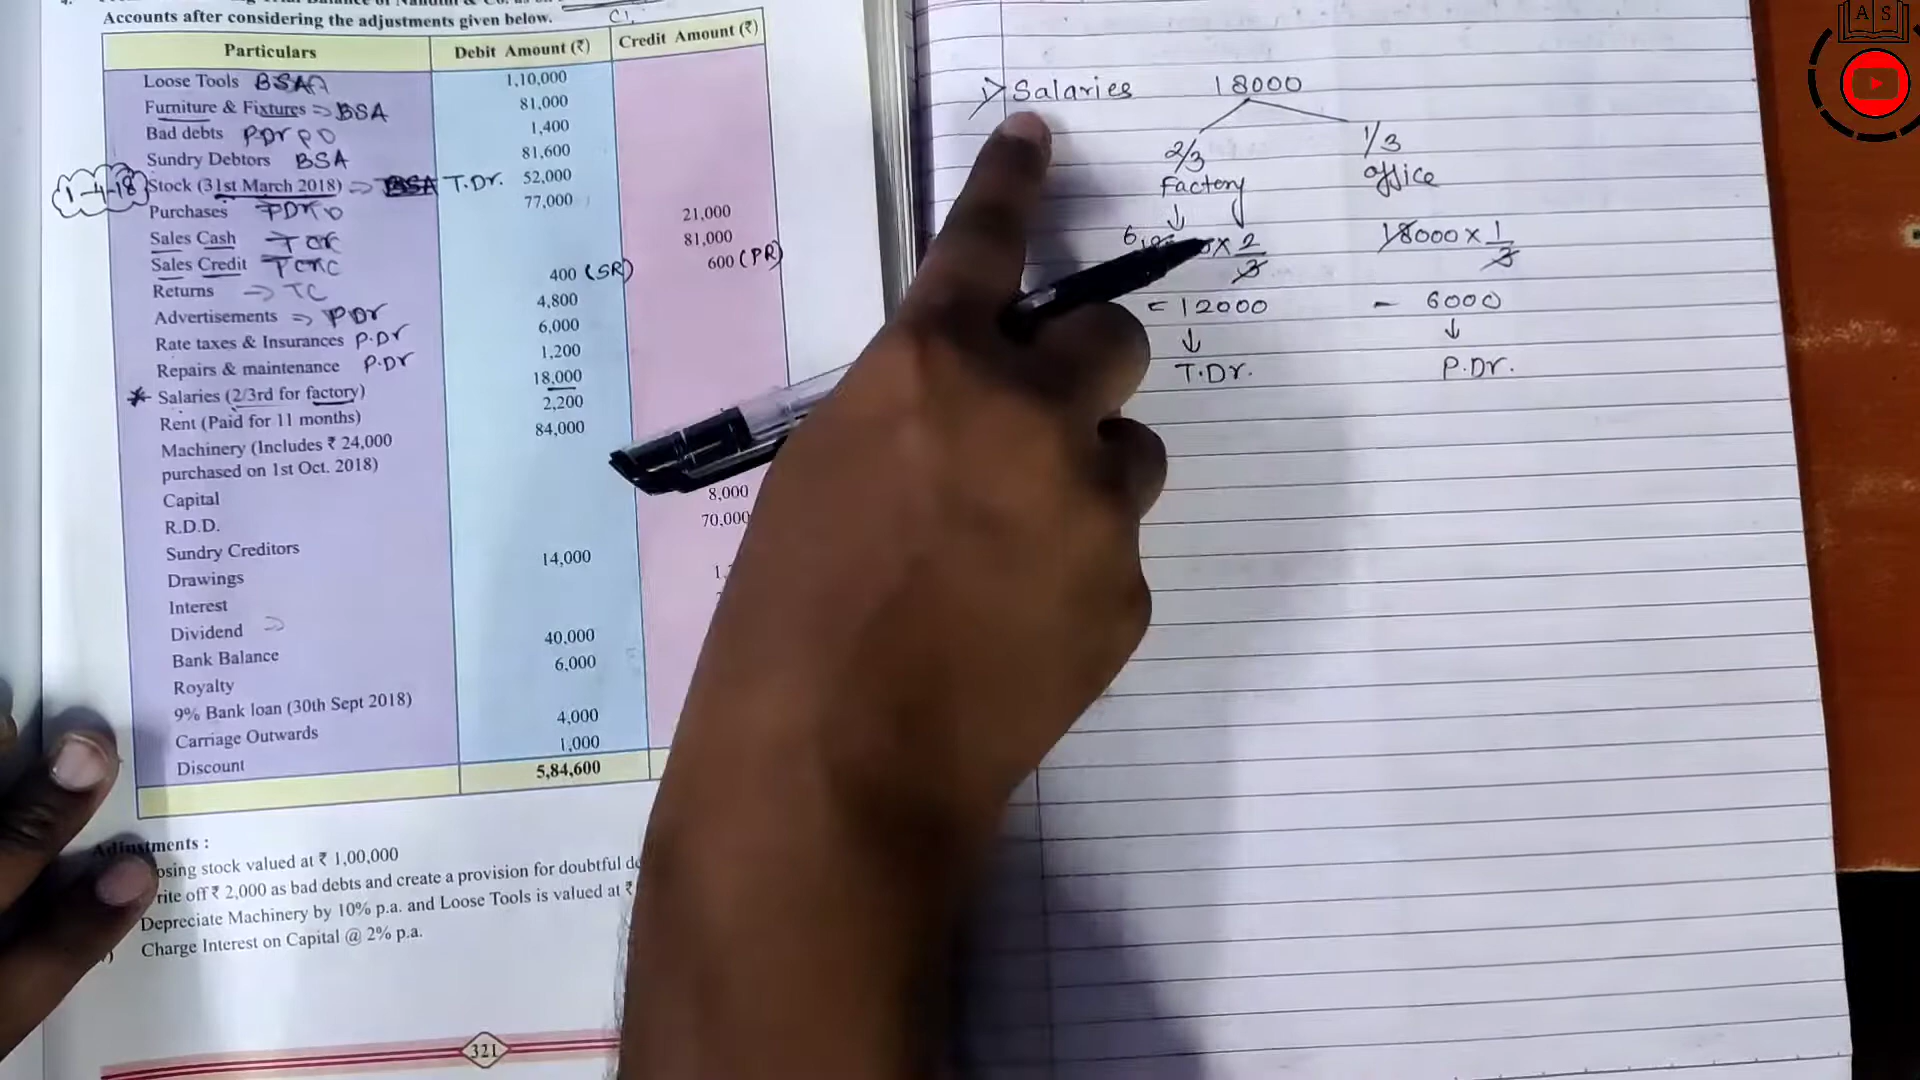 Accounts after considering the adjustments given below.
Particulars Debit Amount (₹) Credit Amount (₹)
Loose Tools BSA 1,10,000
Furniture & Fixtures => BSA 81,000
Bad debts P.Dr 1,400
Sundry Debtors BSA 81,600
1-4-18 Stock (31st March 2018) => T.Dr. 52,000
Purchases 77,000
Sales Cash 21,000
Sales Credit 81,000
Returns → TC 400 (SR) 600 (PR)
Advertisements => P.Dr 4,800
Rate taxes & Insurances P.Dr 6,000
Repairs & maintenance P.Dr 1,200
Salaries (2/3rd for factory) 18,000
Rent (Paid for 11 months) 2,200
Machinery (Includes ₹ 24,000 84,000
purchased on 1st Oct. 2018)
Capital
R.D.D. 8,000
Sundry Creditors 70,000
Drawings 14,000
Interest
Dividend
Bank Balance 40,000
Royalty 6,000
9% Bank loan (30th Sept 2018)
Carriage Outwards 4,000
Discount 1,000
5,84,600
Adjustments :
osing stock valued at ₹ 1,00,000
rite off ₹ 2,000 as bad debts and create a provision for doubtful
Depreciate Machinery by 10% p.a. and Loose Tools is valued at ₹
Charge Interest on Capital @ 2% p.a.
321
1) Salaries 18000
2/3 1/3
Factory office
× 2/3 18000 × 1/3
= 12000 - 6000
↓ ↓
T.Dr. P.Dr.
A S